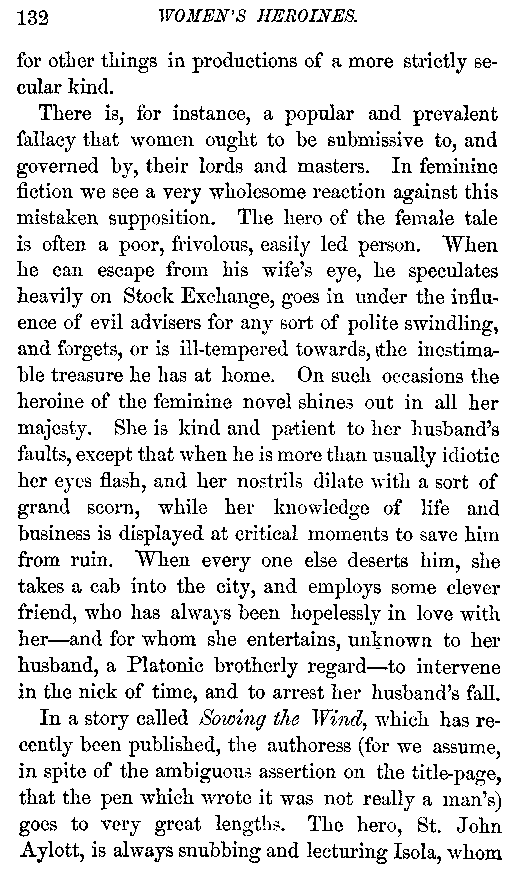 132 WOMEN'S HEROINES.
for other things in productions of a more strictly se-
cular kind.
There is, for instance, a popular and prevalent
fallacy that women ought to be submissive to, and
governed by, their lords and masters. In feminine
fiction we see a very wholesome reaction against this
mistaken supposition. The hero of the female tale
is often a poor, frivolous, easily led person. When
he can escape from his wife's eye, he speculates
heavily on Stock Exchange, goes in under the influ-
ence of evil advisers for any sort of polite swindling,
and forgets, or is ill-tempered towards, the inestima-
ble treasure he has at home. On such occasions the
heroine of the feminine novel shines out in all her
majesty. She is kind and patient to her husband's
faults, except that when he is more than usually idiotic
her eyes flash, and her nostrils dilate with a sort of
grand scorn, while her knowledge of life and
business is displayed at critical moments to save him
from ruin. When every one else deserts him, she
takes a cab into the city, and employs some clever
friend, who has always been hopelessly in love with
her—and for whom she entertains, unknown to her
husband, a Platonic brotherly regard—to intervene
in the nick of time, and to arrest her husband's fall.
In a story called Sowing the Wind, which has re-
cently been published, the authoress (for we assume,
in spite of the ambiguous assertion on the title-page,
that the pen which wrote it was not really a man's)
goes to very great lengths. The hero, St. John
Aylott, is always snubbing and lecturing Isola, whom